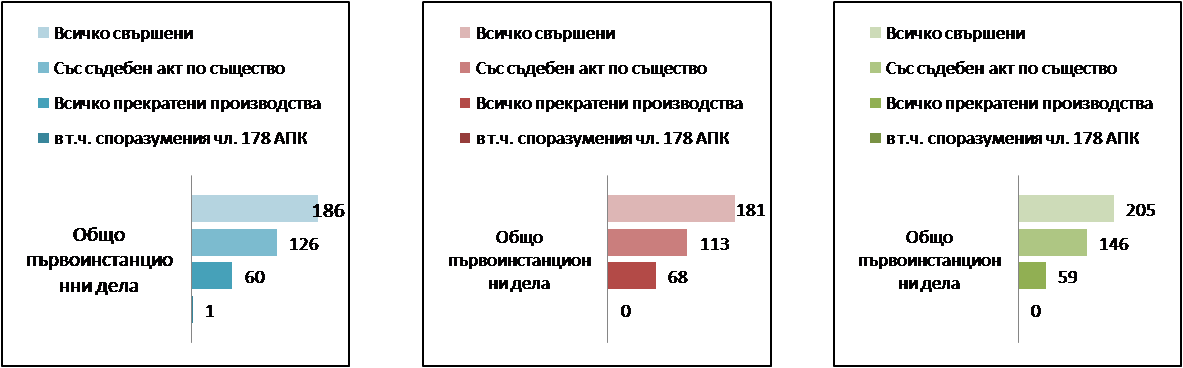 Всичко свършени
Със съдебен акт по същество
Всичко прекратени производства
в т.ч. споразумения чл. 178 АПК
186
126
60
1
Общо
първоинстанцио
нни дела
Всичко свършени
Със съдебен акт по същество
Всичко прекратени производства
в т.ч. споразумения чл. 178 АПК
181
113
68
0
Общо
първоинстанцион
ни дела
Всичко свършени
Със съдебен акт по същество
Всичко прекратени производства
в т.ч. споразумения чл. 178 АПК
205
146
59
0
Общо
първоинстанцион
ни дела